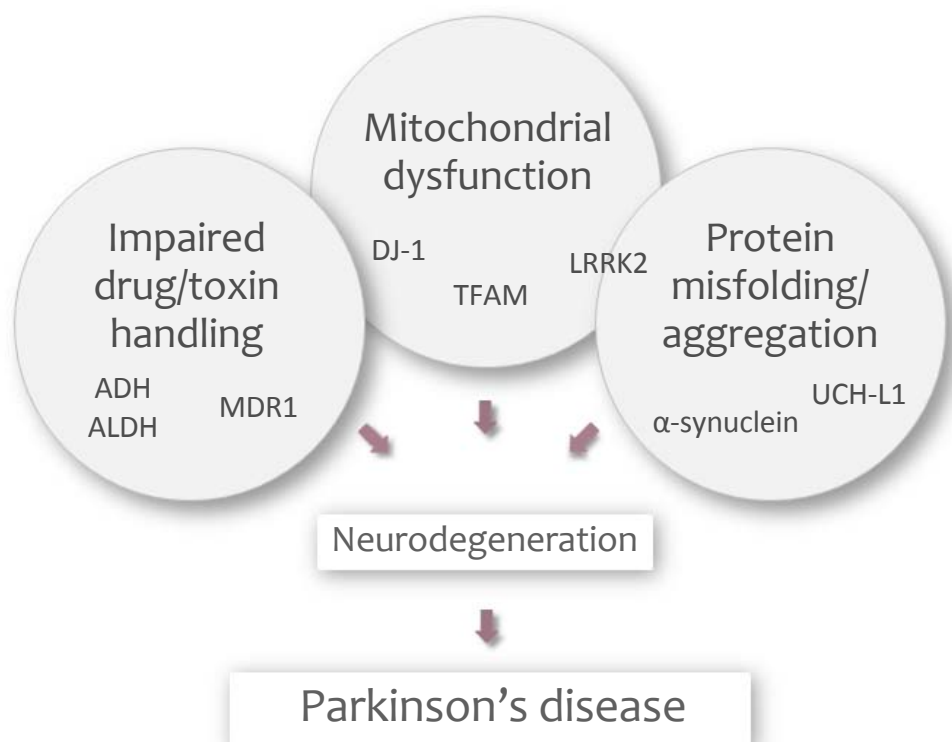 Mitochondrial
dysfunction
DJ-1
LRRK2
TFAM
Impaired
drug/toxin
handling
ADH
ALDH
MDR1
Protein
misfolding/
aggregation
UCH-L1
α-synuclein
Neurodegeneration
Parkinson’s disease